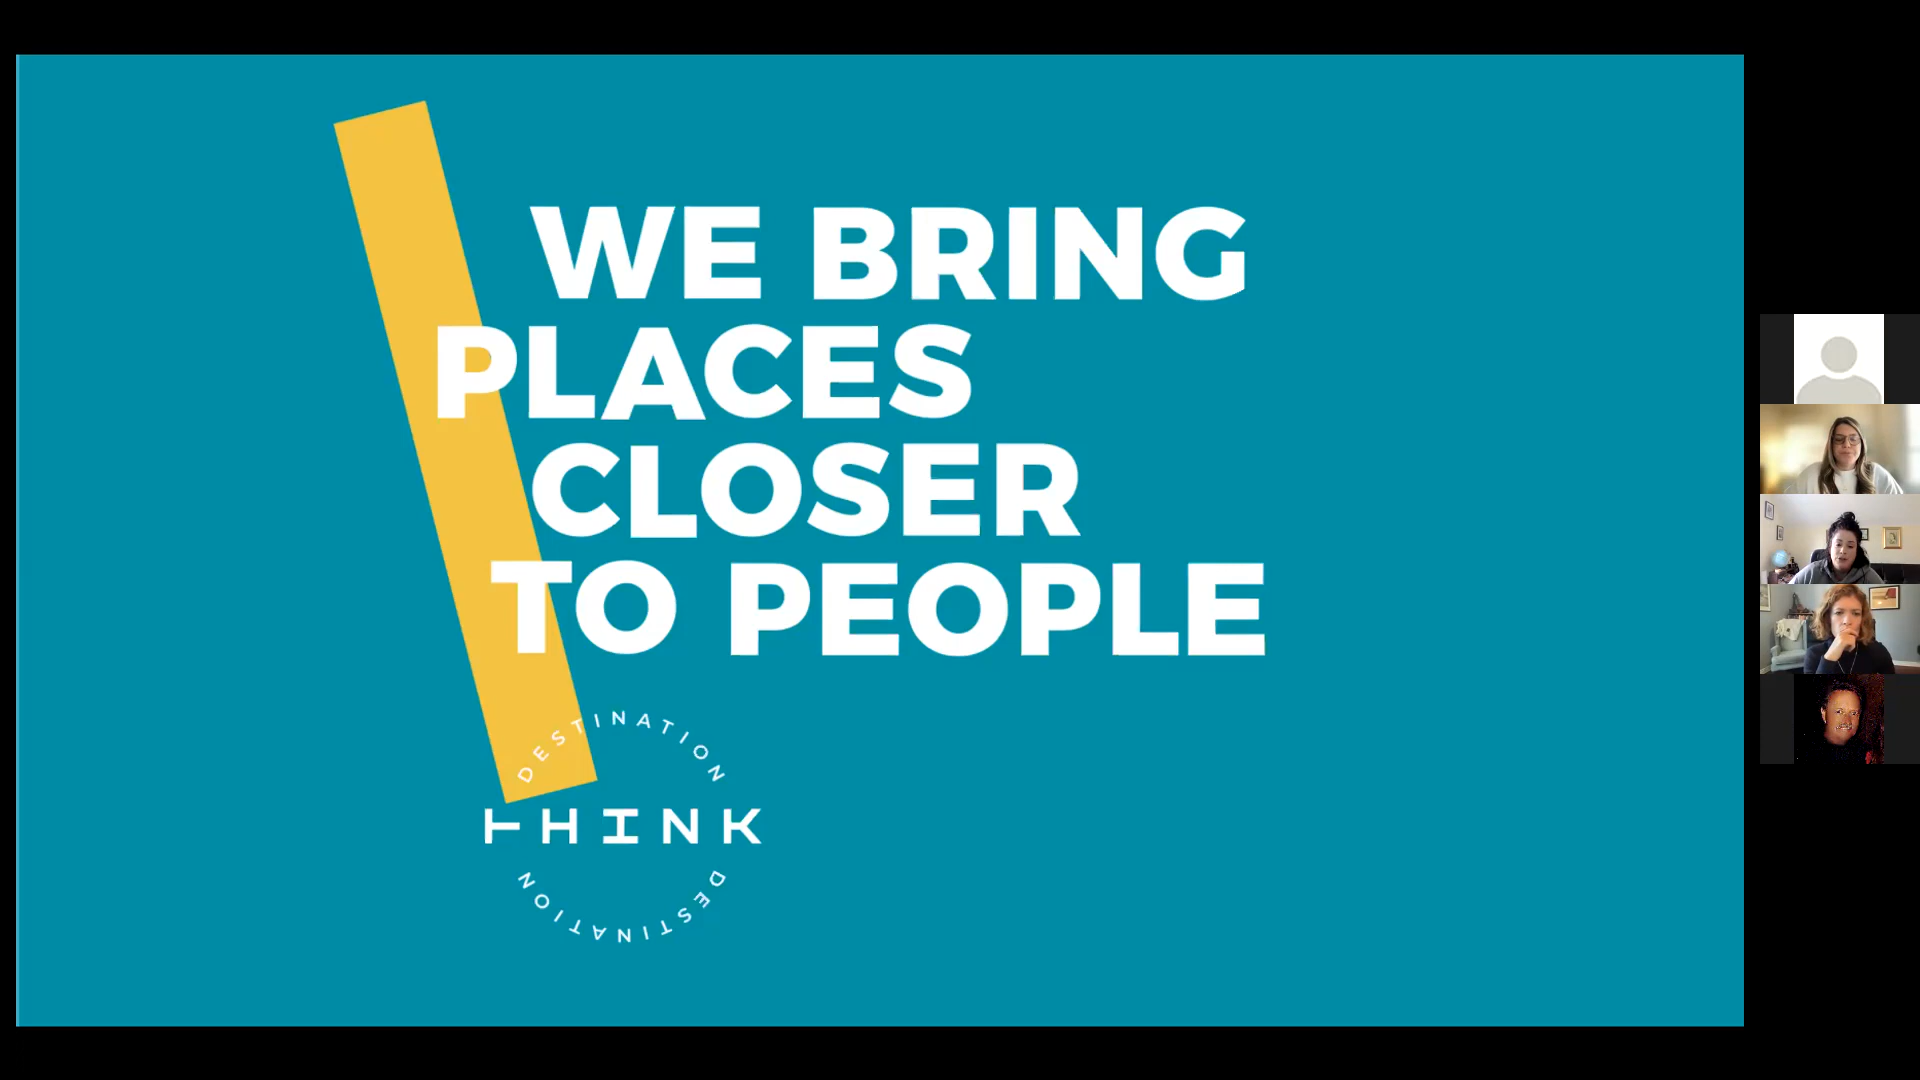 WE BRING
PLACES
CLOSER
TO PEOPLE
DESTINATION
THINK
DESTINATION